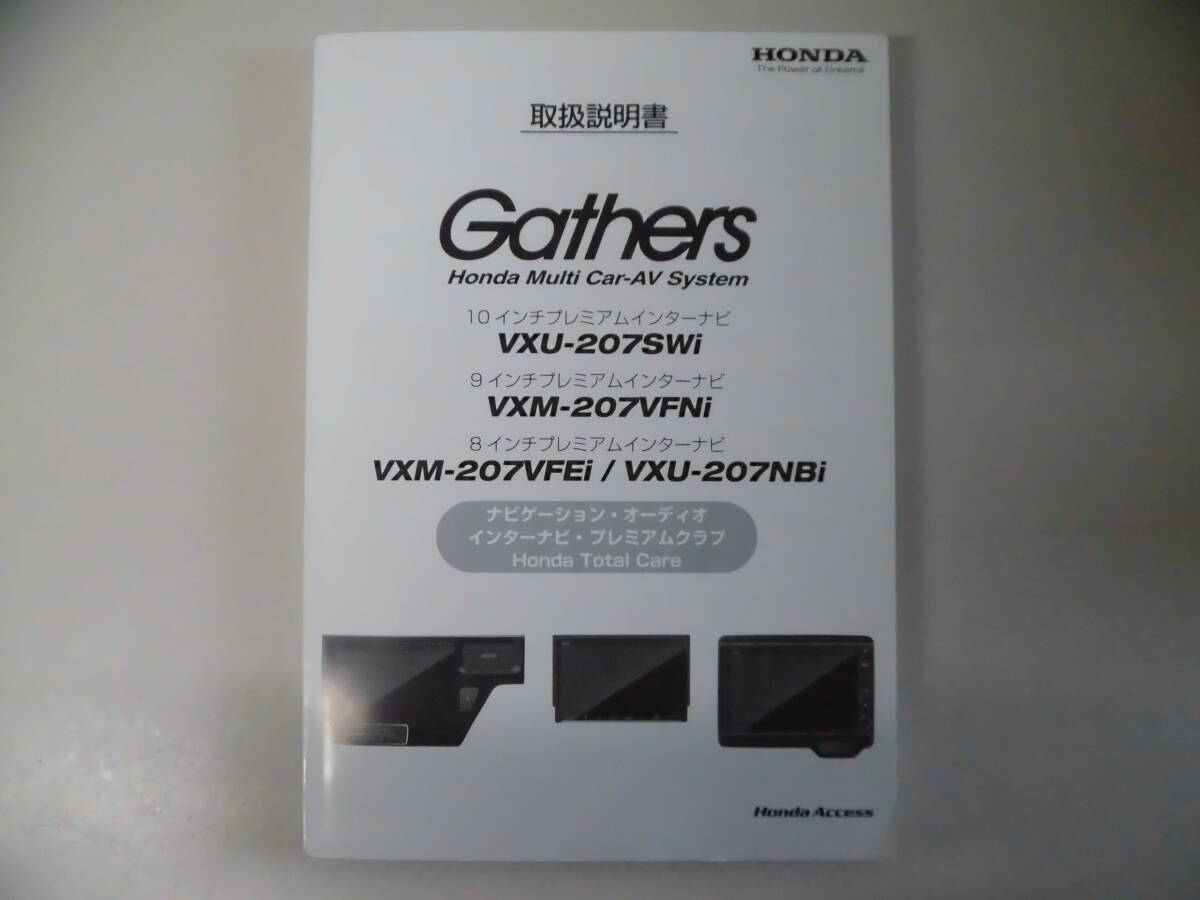 HONDA
The Power of Dreams
取扱説明書
Gathers
Honda Multi Car-AV System
10 インチプレミアムインターナビ
VXU-207SWi
9 インチプレミアムインターナビ
VXM-207VFNi
8 インチプレミアムインターナビ
VXM-207VFEi / VXU-207NBi
ナビゲーション・オーディオ
インターナビ・プレミアムクラブ
Honda Total Care
Honda Access